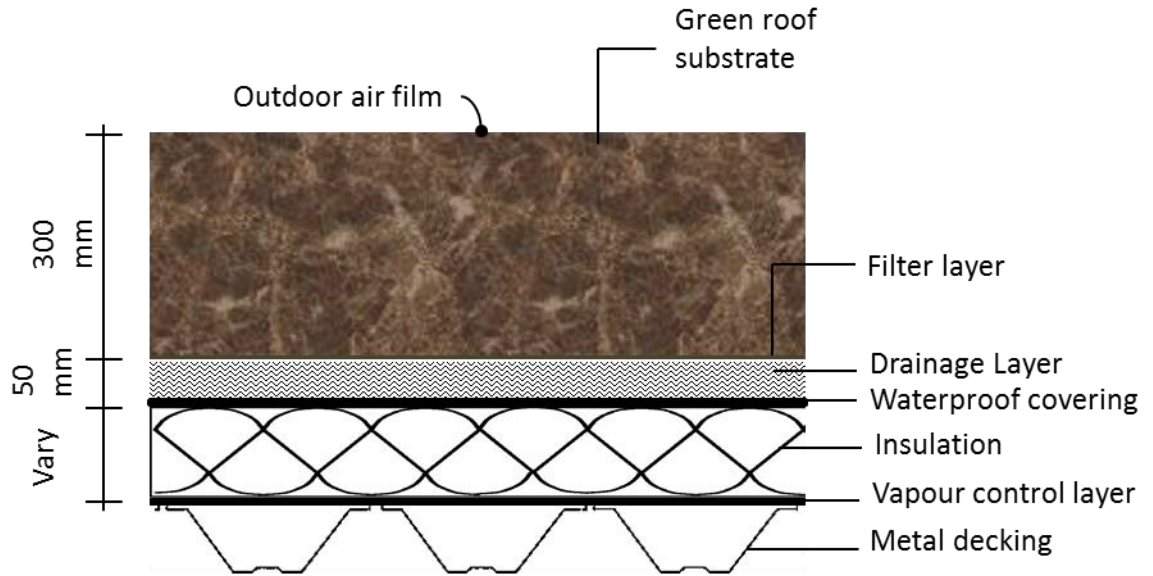 Green roof
substrate
Outdoor air film
300
mm
Filter layer
50
mm
Drainage Layer
Waterproof covering
Vary
Insulation
Vapour control layer
Metal decking